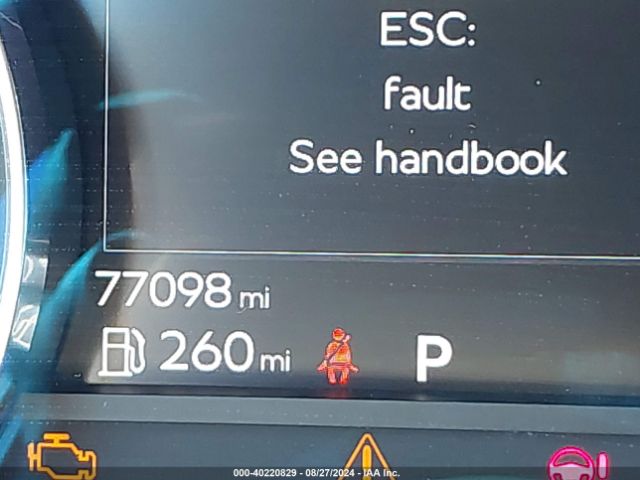 ESC:
fault
See handbook
77098 mi
260 mi P
000-40220829 - 08/27/2024 - IAA Inc.